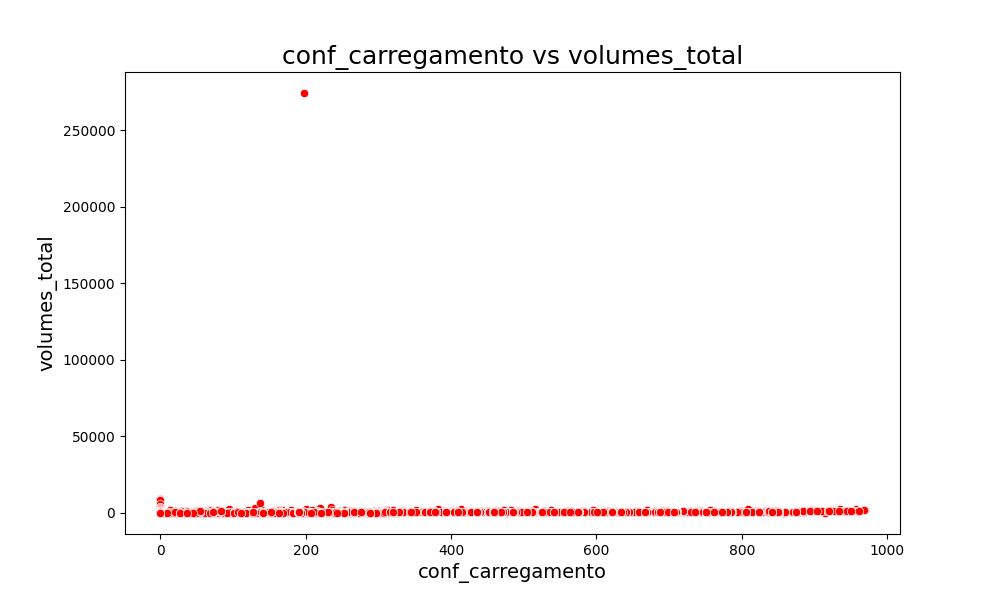 conf_carregamento vs volumes_total
volumes_total
250000
200000
150000
100000
50000
0
0 200 400 600 800 1000
conf_carregamento